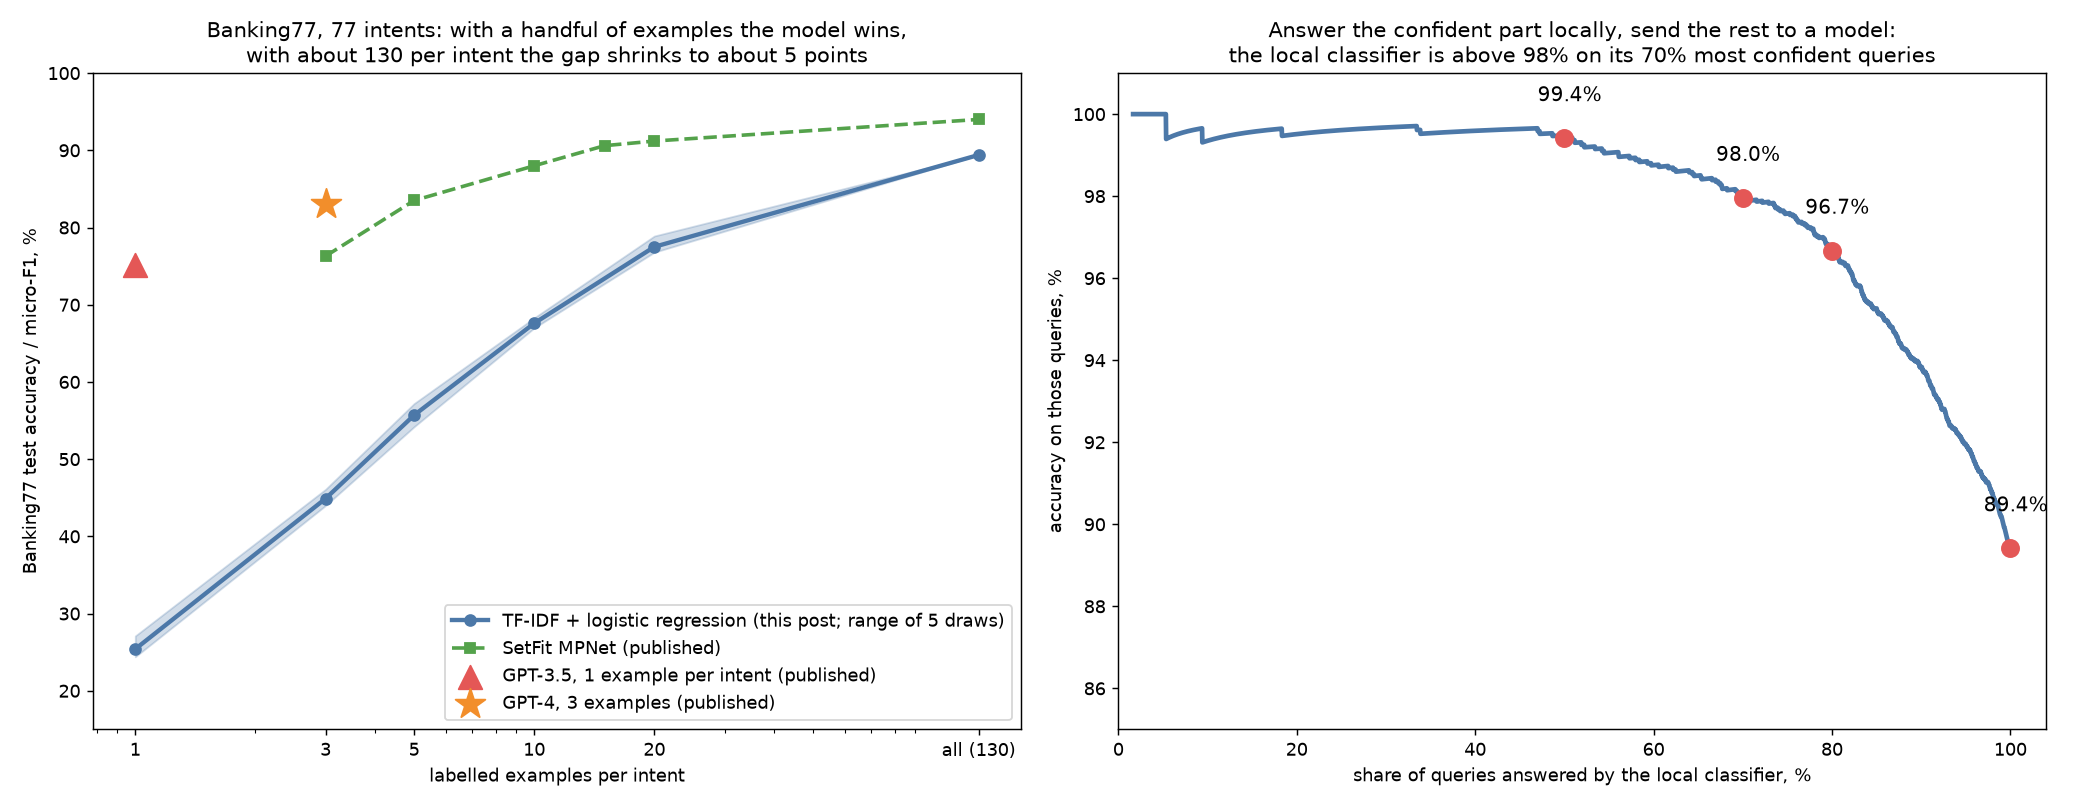 Banking77, 77 intents: with a handful of examples the model wins,
with about 130 per intent the gap shrinks to about 5 points
100
90
80
70
60
50
40
30
20
Banking77 test accuracy / micro-F1, %
TF-IDF + logistic regression (this post; range of 5 draws)
SetFit MPNet (published)
GPT-3.5, 1 example per intent (published)
GPT-4, 3 examples (published)
1 3 5 10 20 all (130)
labelled examples per intent
Answer the confident part locally, send the rest to a model:
the local classifier is above 98% on its 70% most confident queries
100
98
96
94
92
90
88
86
accuracy on those queries, %
99.4%
98.0%
96.7%
89.4%
0 20 40 60 80 100
share of queries answered by the local classifier, %